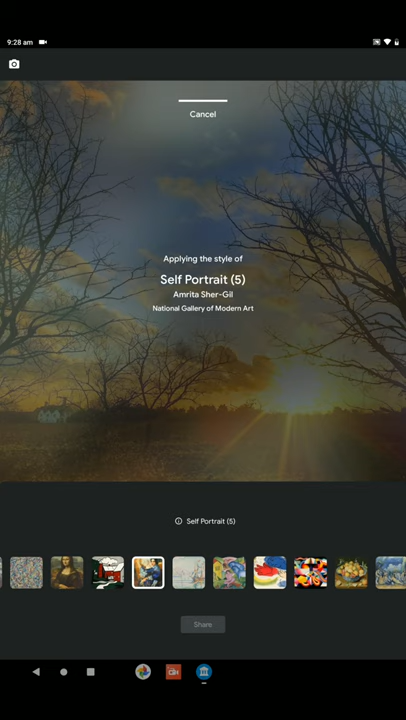 9:28 am
Cancel
Applying the style of
Self Portrait (5)
Amrita Sher-Gil
National Gallery of Modern Art
Self Portrait (5)
Share